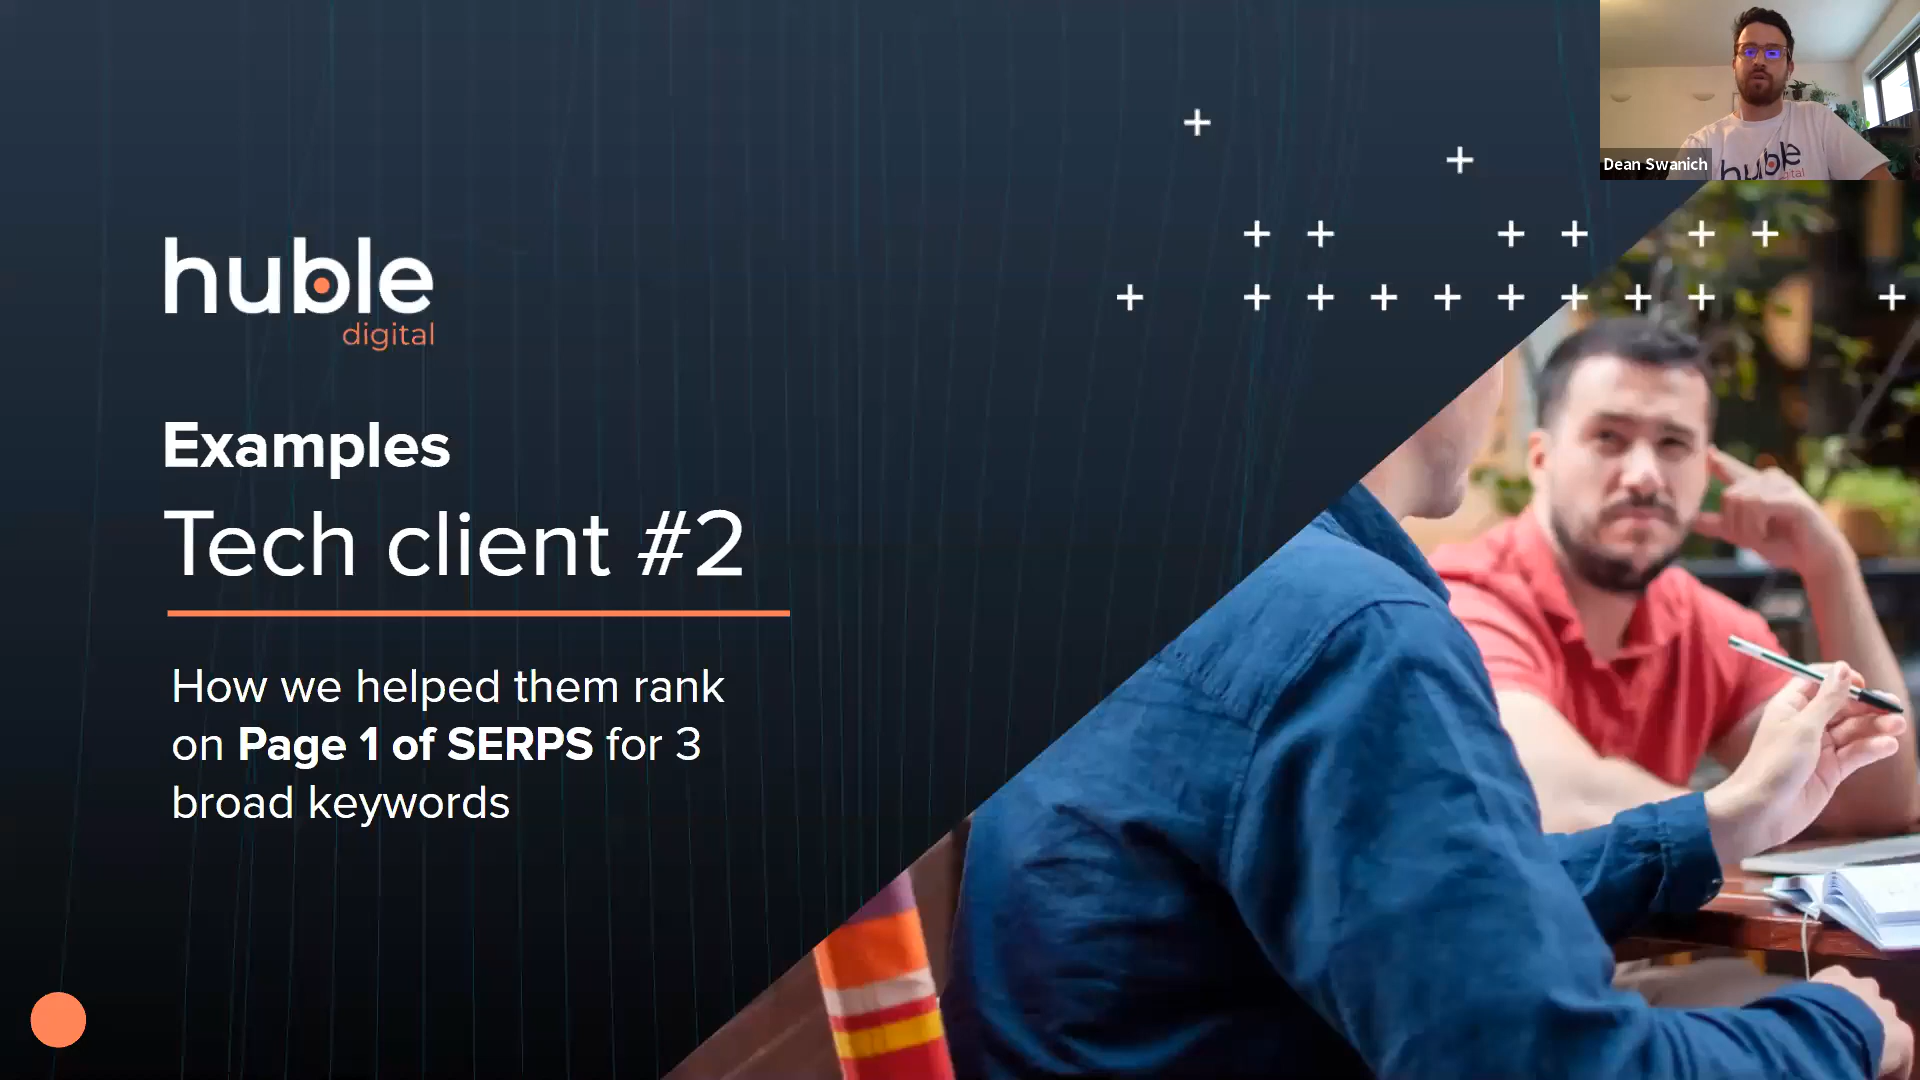 huble
digital
Examples
Tech client #2
How we helped them rank
on Page 1 of SERPS for 3
broad keywords
Dean Swanich
huble
digital